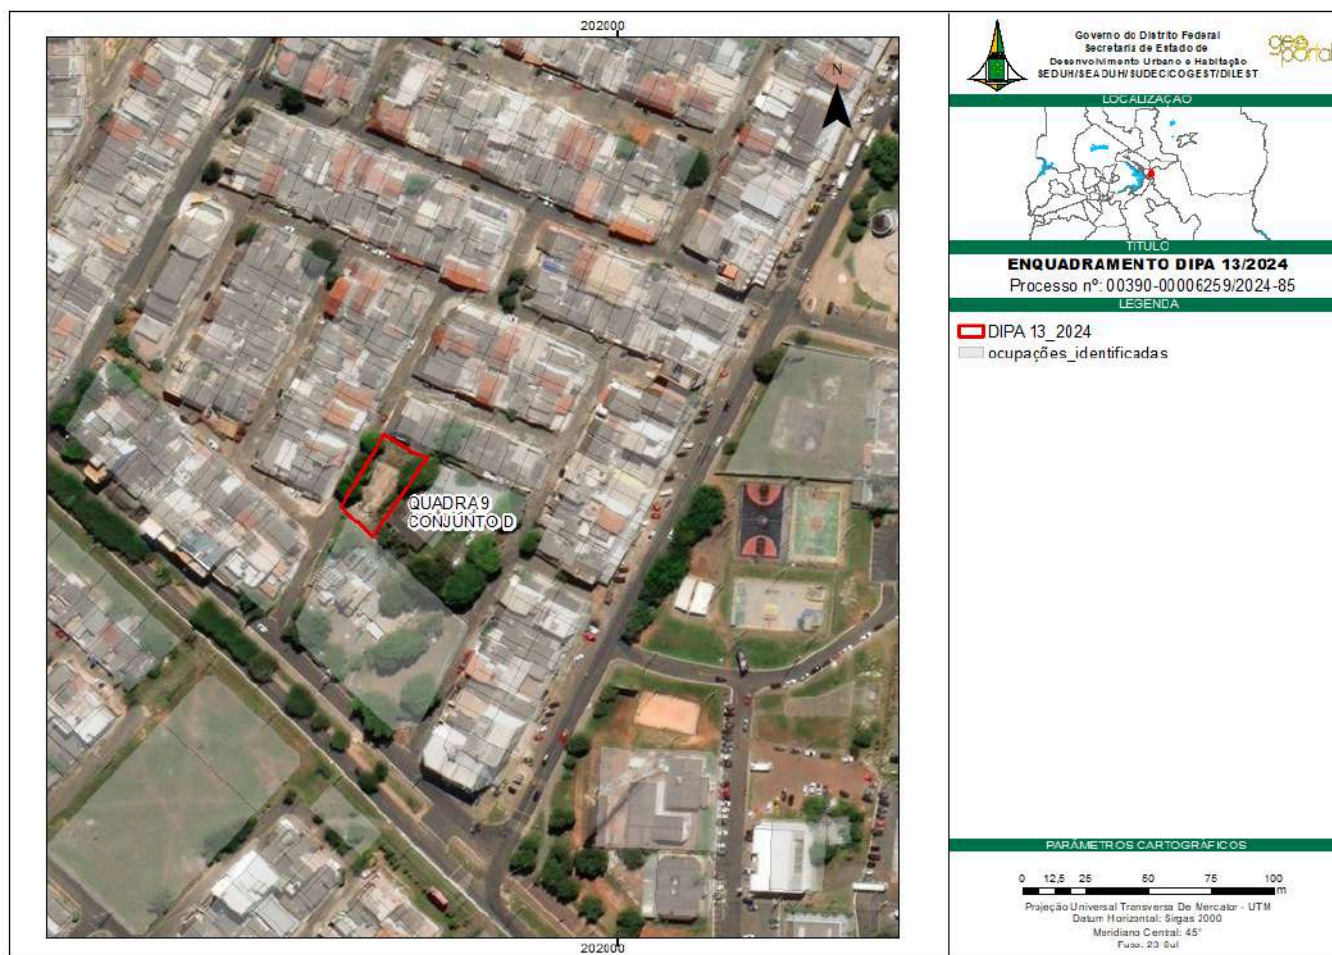 202000
N
QUADRA 9
CONJUNTO D
202000
Governo do Distrito Federal
Secretaria de Estado de
Desenvolvimento Urbano e Habitação
SEDUH/SEADUH/SUDEC/COGEST/DILEST
geo
portal
LOCALIZAÇÃO
TITULO
ENQUADRAMENTO DIPA 13/2024
Processo nº: 00390-00006259/2024-85
LEGENDA
DIPA 13_2024
ocupações_identificadas
PARÂMETROS CARTOGRÁFICOS
0 12,5 25 50 75 100
m
Projeção Universal Transversa De Mercator - UTM
Datum Horizontal: Sirgas 2000
Meridiano Central: 45°
Fuso: 23 Sul